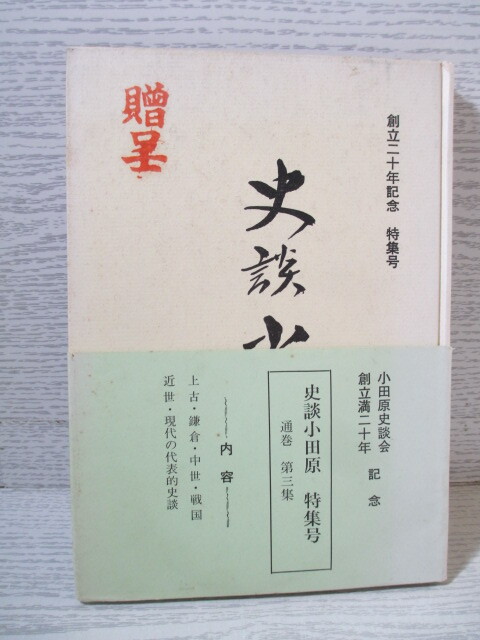 創立二十年記念 特集号
史談小
贈呈
小田原史談会
創立満二十年
記念
史談小田原 特集号
通巻 第三集
内容
上古・鎌倉・中世・戦国
近世・現代の代表的史談